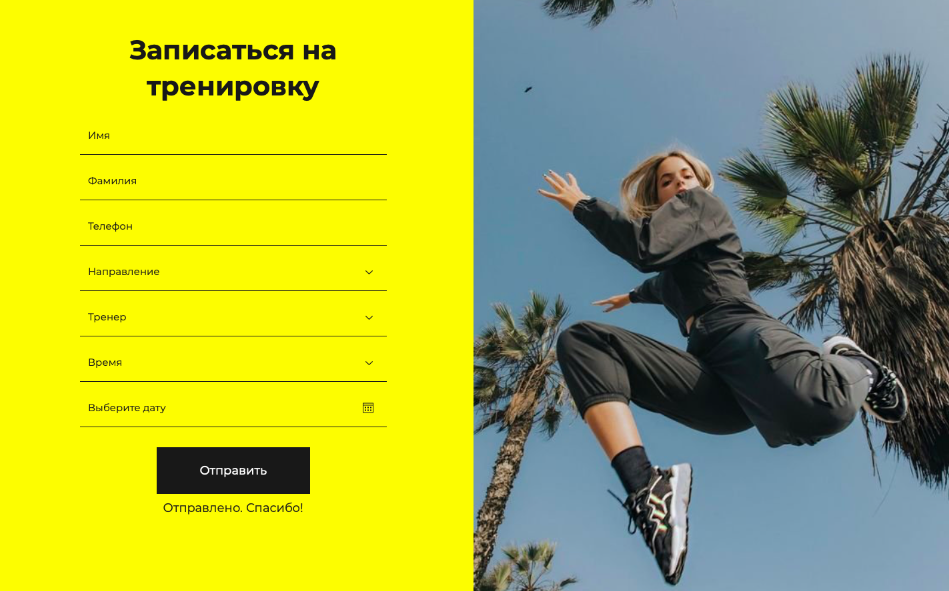 Записаться на
тренировку
Имя
Фамилия
Телефон
Направление
Тренер
Время
Выберите дату
Отправить
Отправлено. Спасибо!